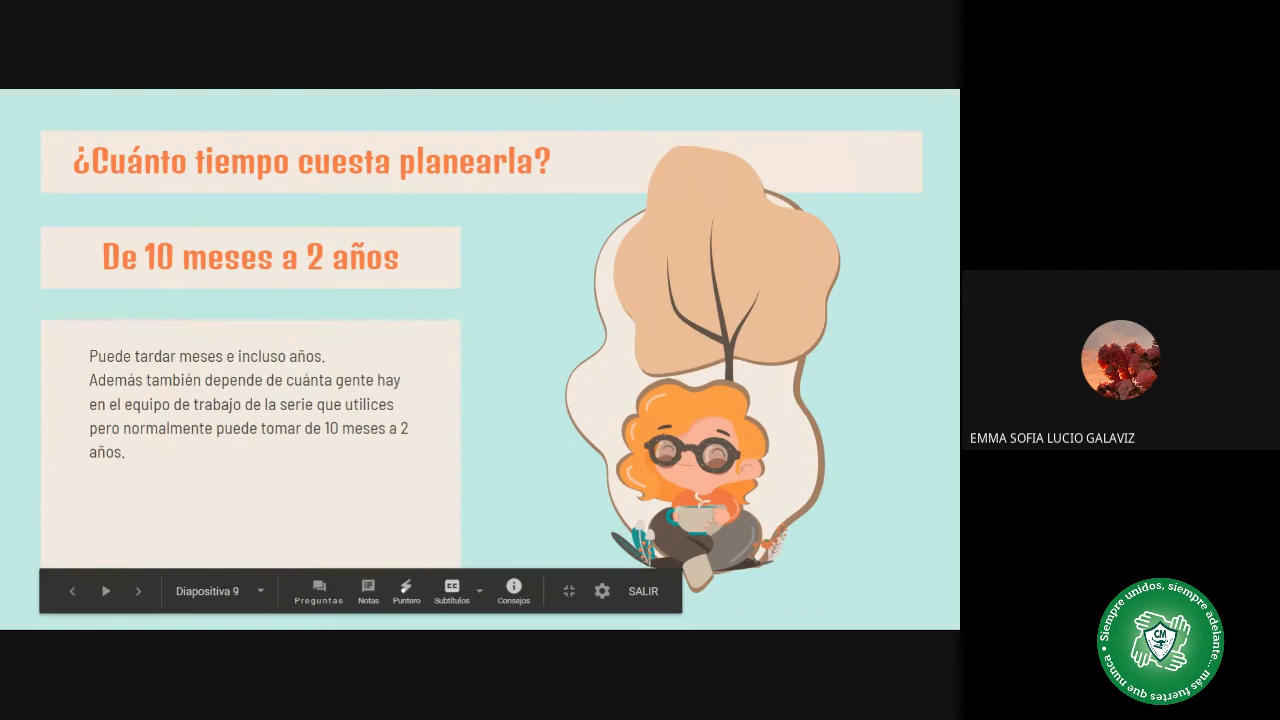 ¿Cuánto tiempo cuesta planearla?
De 10 meses a 2 años
Puede tardar meses e incluso años.
Además también depende de cuánta gente hay
en el equipo de trabajo de la serie que utilices
pero normalmente puede tomar de 10 meses a 2
años.
Diapositiva 9
Preguntas
Notas
Puntero
CC
Subtítulos
Consejos
SALIR
EMMA SOFIA LUCIO GALAVIZ
Siempre unidos, siempre adelante... más fuertes que nunca •
CM